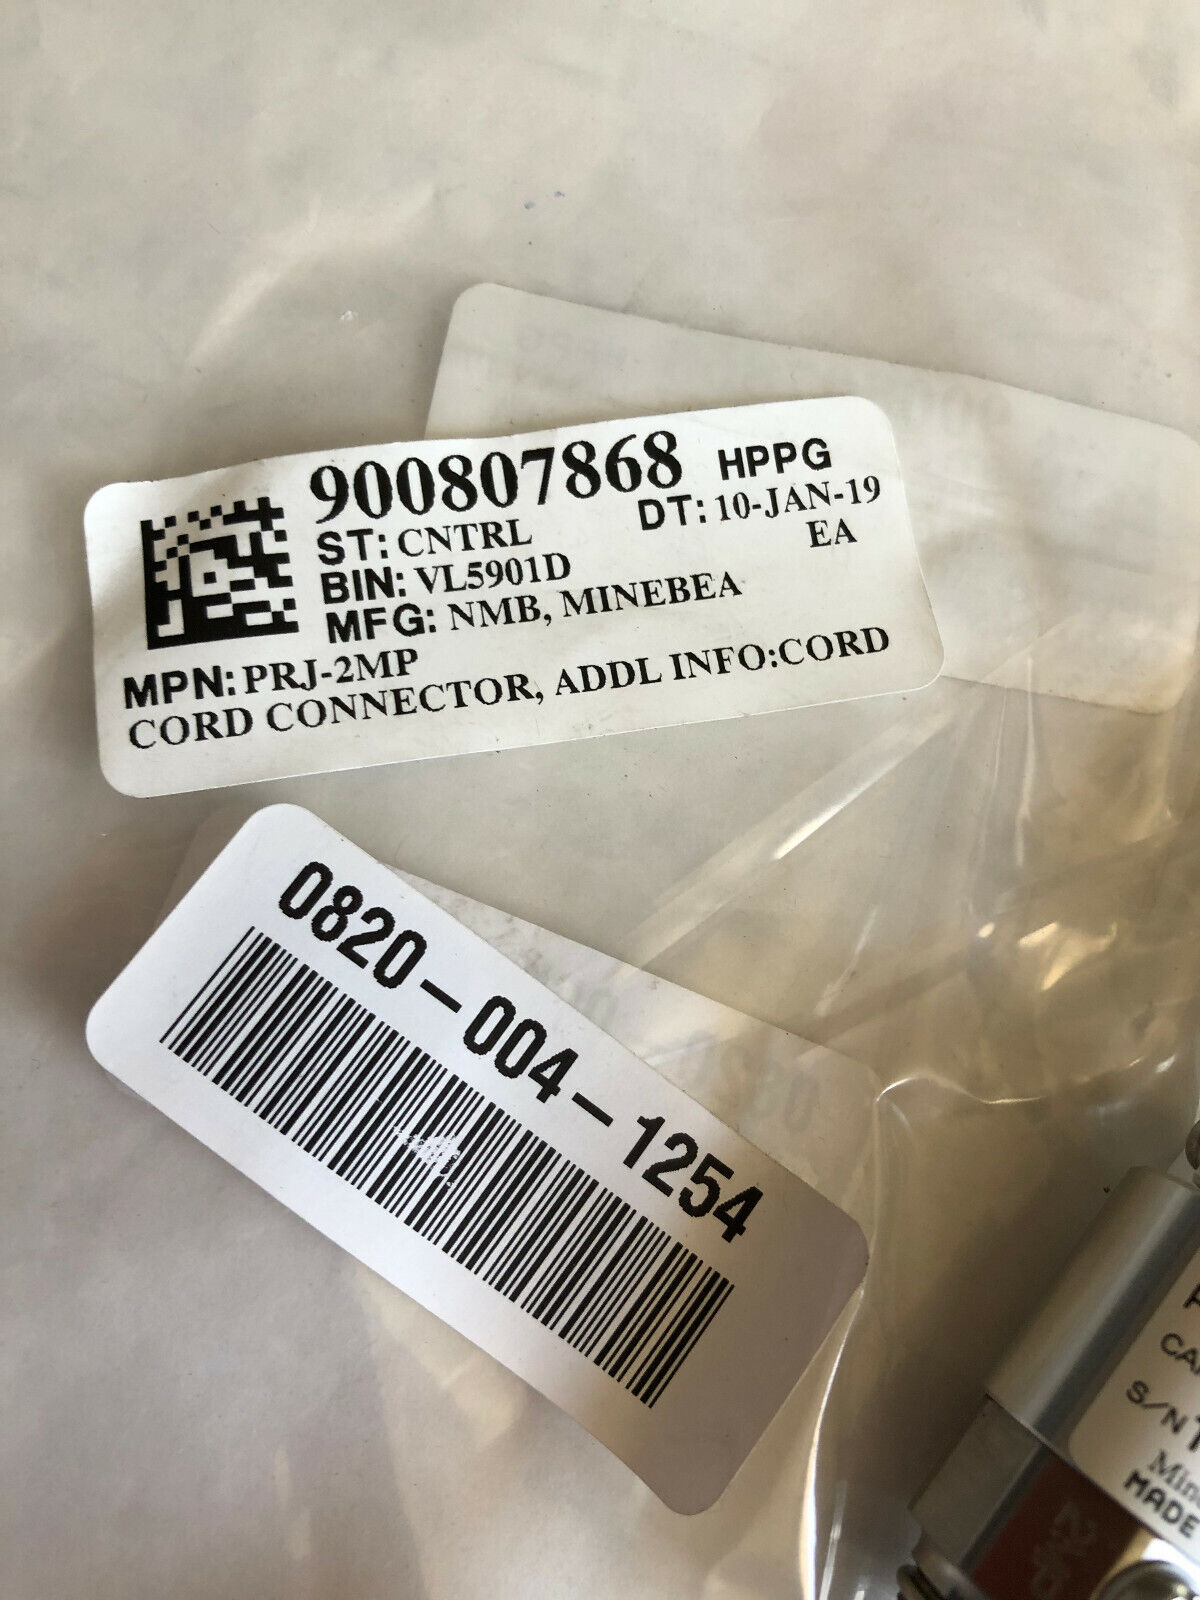 900807868 HPPG
ST: CNTRL DT: 10-JAN-19
BIN: VL5901D EA
MFG: NMB, MINEBEA
MPN: PRJ-2MP
CORD CONNECTOR, ADDL INFO:CORD
0820-004-1254
S/N
MADE